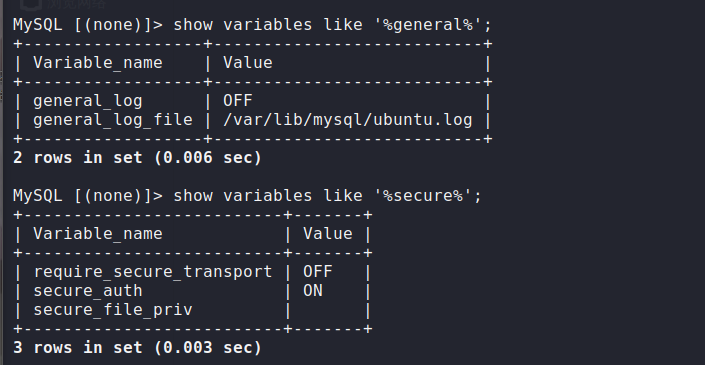 MySQL [(none)]> show variables like '%general%';
+------------------+----------------------------+
| Variable_name    | Value                      |
+------------------+----------------------------+
| general_log      | OFF                        |
| general_log_file | /var/lib/mysql/ubuntu.log |
+------------------+----------------------------+
2 rows in set (0.006 sec)
MySQL [(none)]> show variables like '%secure%';
+--------------------------+-------+
| Variable_name            | Value |
+--------------------------+-------+
| require_secure_transport | OFF   |
| secure_auth              | ON    |
| secure_file_priv         |       |
+--------------------------+-------+
3 rows in set (0.003 sec)